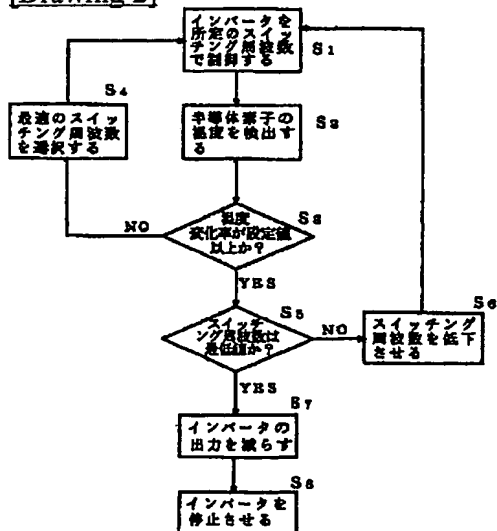 [Drawing 2]
インバータを
所定のスイッ
チング周波数
で制御する
S1
S4
最適のスイッ
チング周波数
を選択する
半導体素子の
温度を検出す
る
S2
温度
変化率が設定値
以上か?
S3
NO
YES
スイッチ
ング周波数は
最低値か?
S5
NO
S6
スイッチング
周波数を低下
させる
YES
S7
インバータの
出力を減らす
S8
インバータを
停止させる